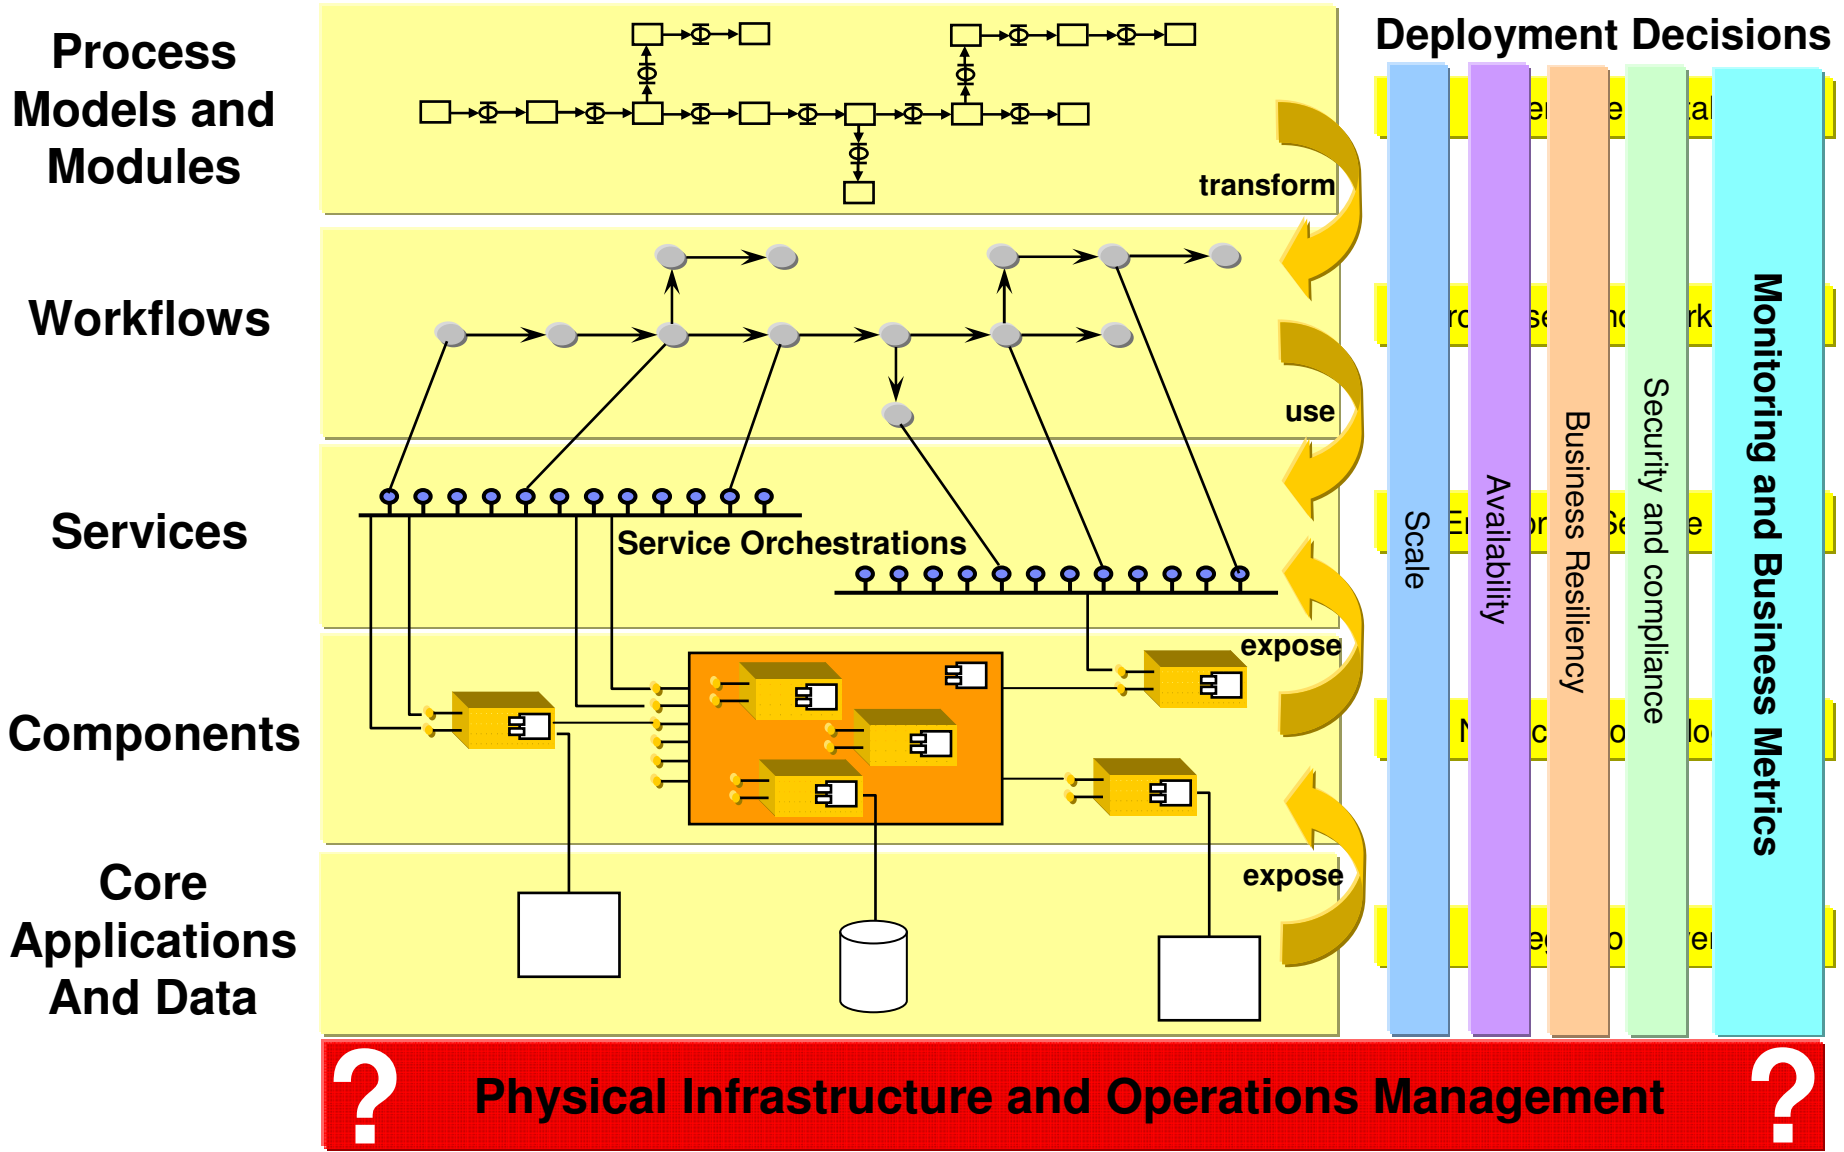 Process
Models and
Modules
Deployment Decisions
transform
Workflows
use
Services
Service Orchestrations
expose
Components
Core
Applications
And Data
expose
Scale
Availability
Business Resiliency
Security and compliance
Monitoring and Business Metrics
? Physical Infrastructure and Operations Management ?